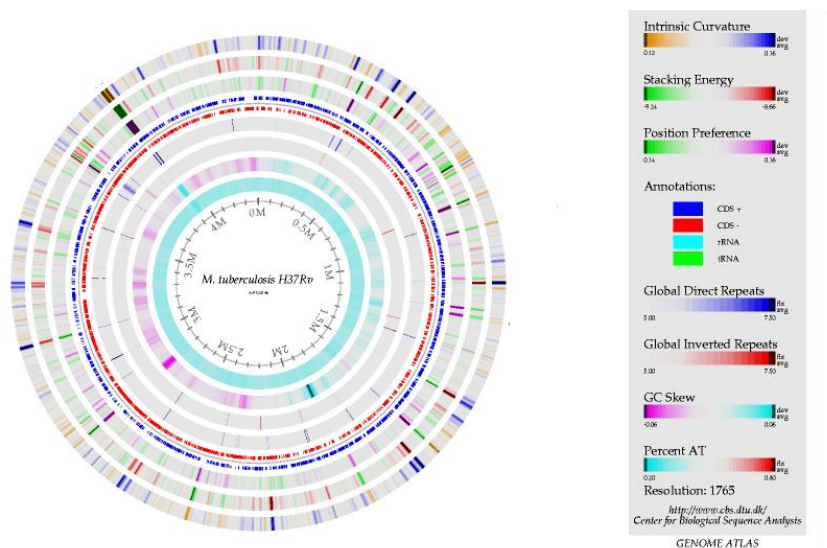 0M
0.5M
1M
1.5M
2M
2.5M
3M
3.5M
4M
M. tuberculosis H37Rv
Intrinsic Curvature
dev
avg
0.12
0.16
Stacking Energy
dev
avg
-9.24
-8.66
Position Preference
dev
avg
0.14
0.16
Annotations:
CDS +
CDS -
rRNA
tRNA
Global Direct Repeats
fix
avg
5.00
7.50
Global Inverted Repeats
fix
avg
5.00
7.50
GC Skew
dev
avg
-0.06
0.06
Percent AT
fix
avg
0.20
0.80
Resolution: 1765
http://www.cbs.dtu.dk/
Center for Biological Sequence Analysis
GENOME ATLAS